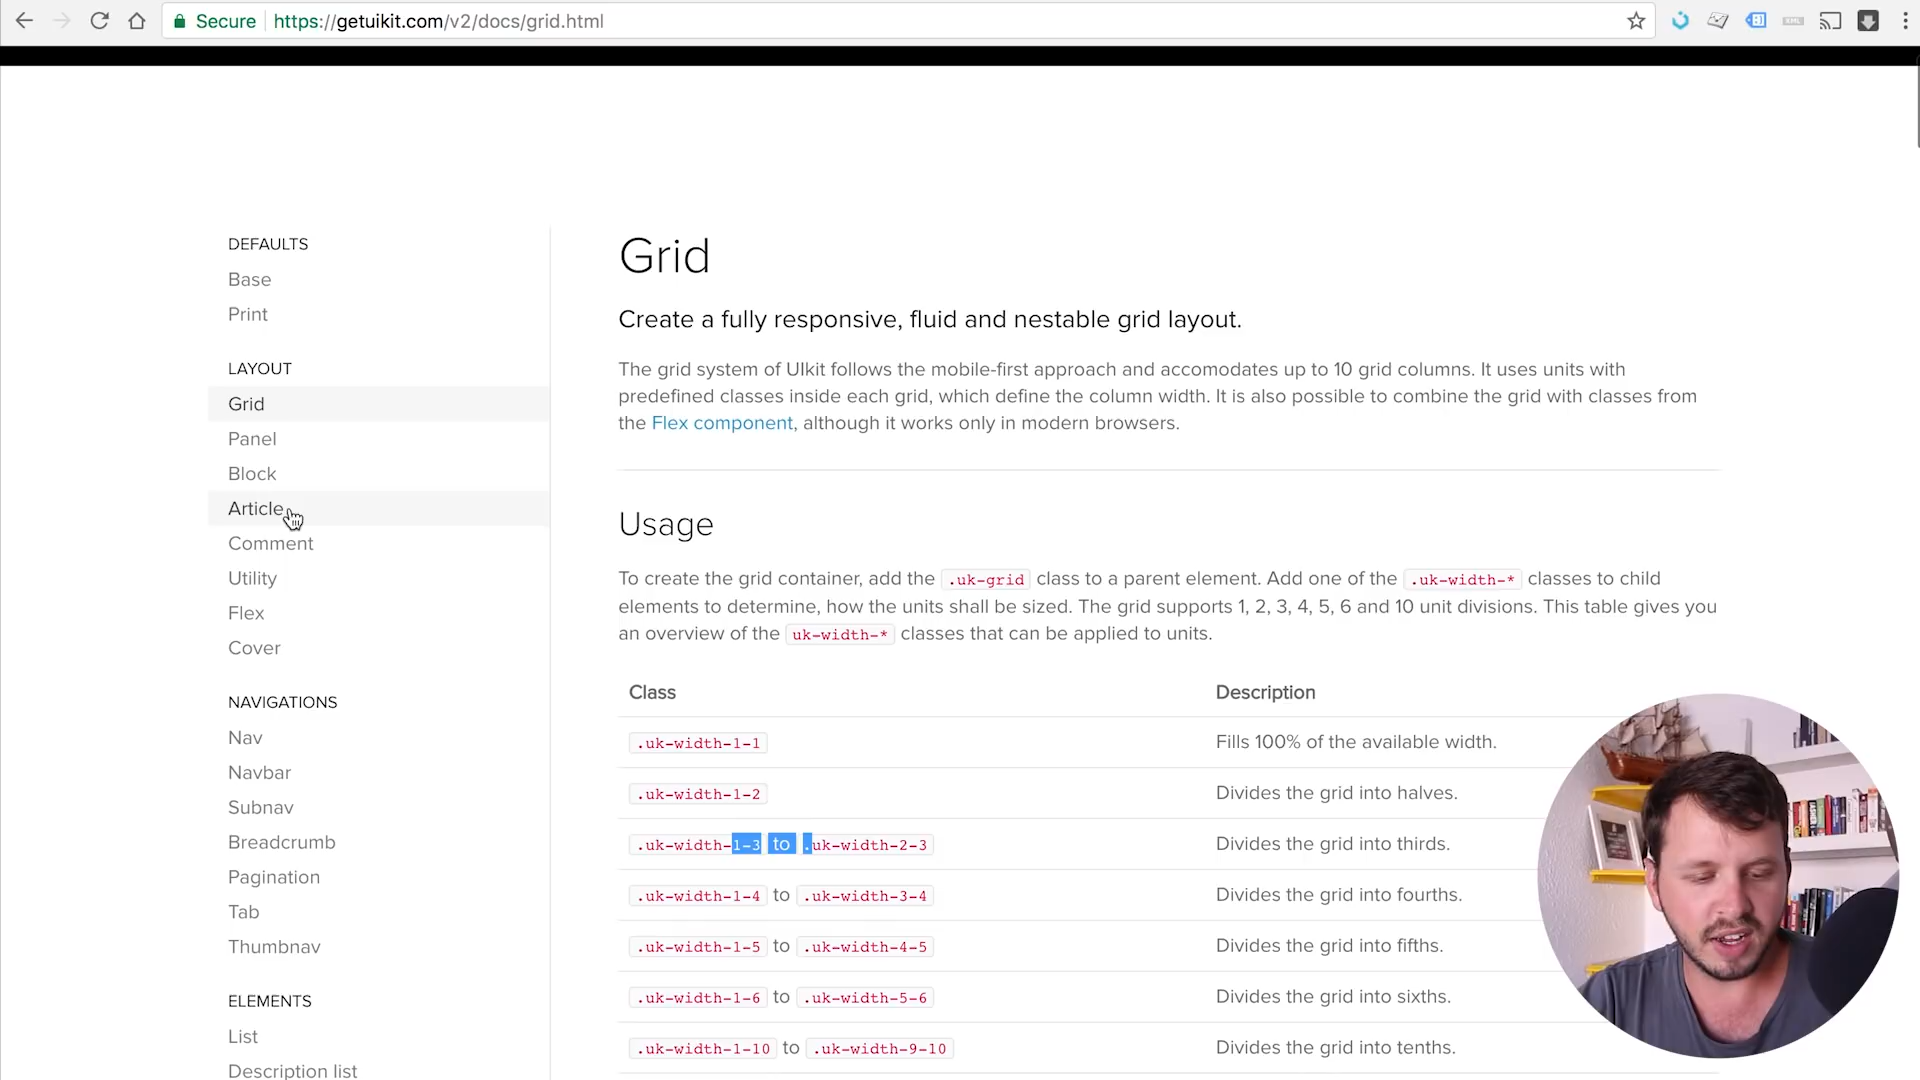 Secure
https://getuikit.com/v2/docs/grid.html
DEFAULTS
Base
Print
LAYOUT
Grid
Panel
Block
Article
Comment
Utility
Flex
Cover
NAVIGATIONS
Nav
Navbar
Subnav
Breadcrumb
Pagination
Tab
Thumbnav
ELEMENTS
List
Description list
Grid
Create a fully responsive, fluid and nestable grid layout.
The grid system of UIkit follows the mobile-first approach and accomodates up to 10 grid columns. It uses units with
predefined classes inside each grid, which define the column width. It is also possible to combine the grid with classes from
the Flex component, although it works only in modern browsers.
Usage
To create the grid container, add the .uk-grid class to a parent element. Add one of the .uk-width-* classes to child
elements to determine, how the units shall be sized. The grid supports 1, 2, 3, 4, 5, 6 and 10 unit divisions. This table gives you
an overview of the uk-width-* classes that can be applied to units.
Class Description
.uk-width-1-1 Fills 100% of the available width.
.uk-width-1-2 Divides the grid into halves.
.uk-width-1-3 to .uk-width-2-3 Divides the grid into thirds.
.uk-width-1-4 to .uk-width-3-4 Divides the grid into fourths.
.uk-width-1-5 to .uk-width-4-5 Divides the grid into fifths.
.uk-width-1-6 to .uk-width-5-6 Divides the grid into sixths.
.uk-width-1-10 to .uk-width-9-10 Divides the grid into tenths.